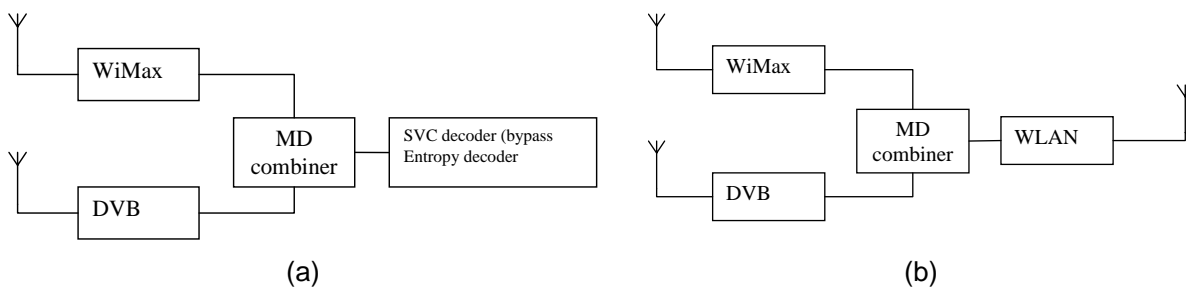 WiMax
MD
combiner
SVC decoder (bypass
Entropy decoder
DVB
(a)
WiMax
MD
combiner
WLAN
DVB
(b)